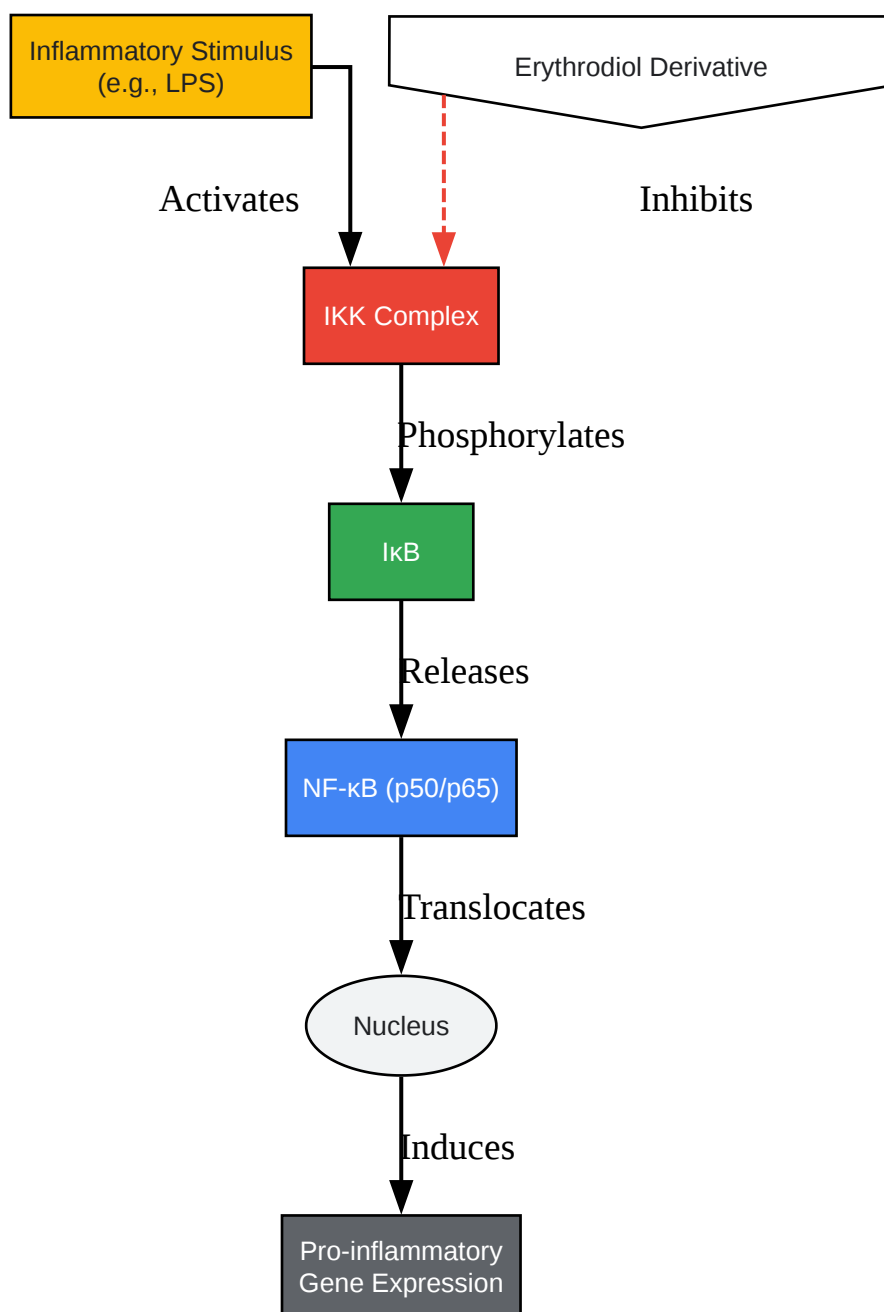 Inflammatory Stimulus
(e.g., LPS)
Erythrodiol Derivative
Activates
Inhibits
IKK Complex
Phosphorylates
IκB
Releases
NF-κB (p50/p65)
Translocates
Nucleus
Induces
Pro-inflammatory
Gene Expression